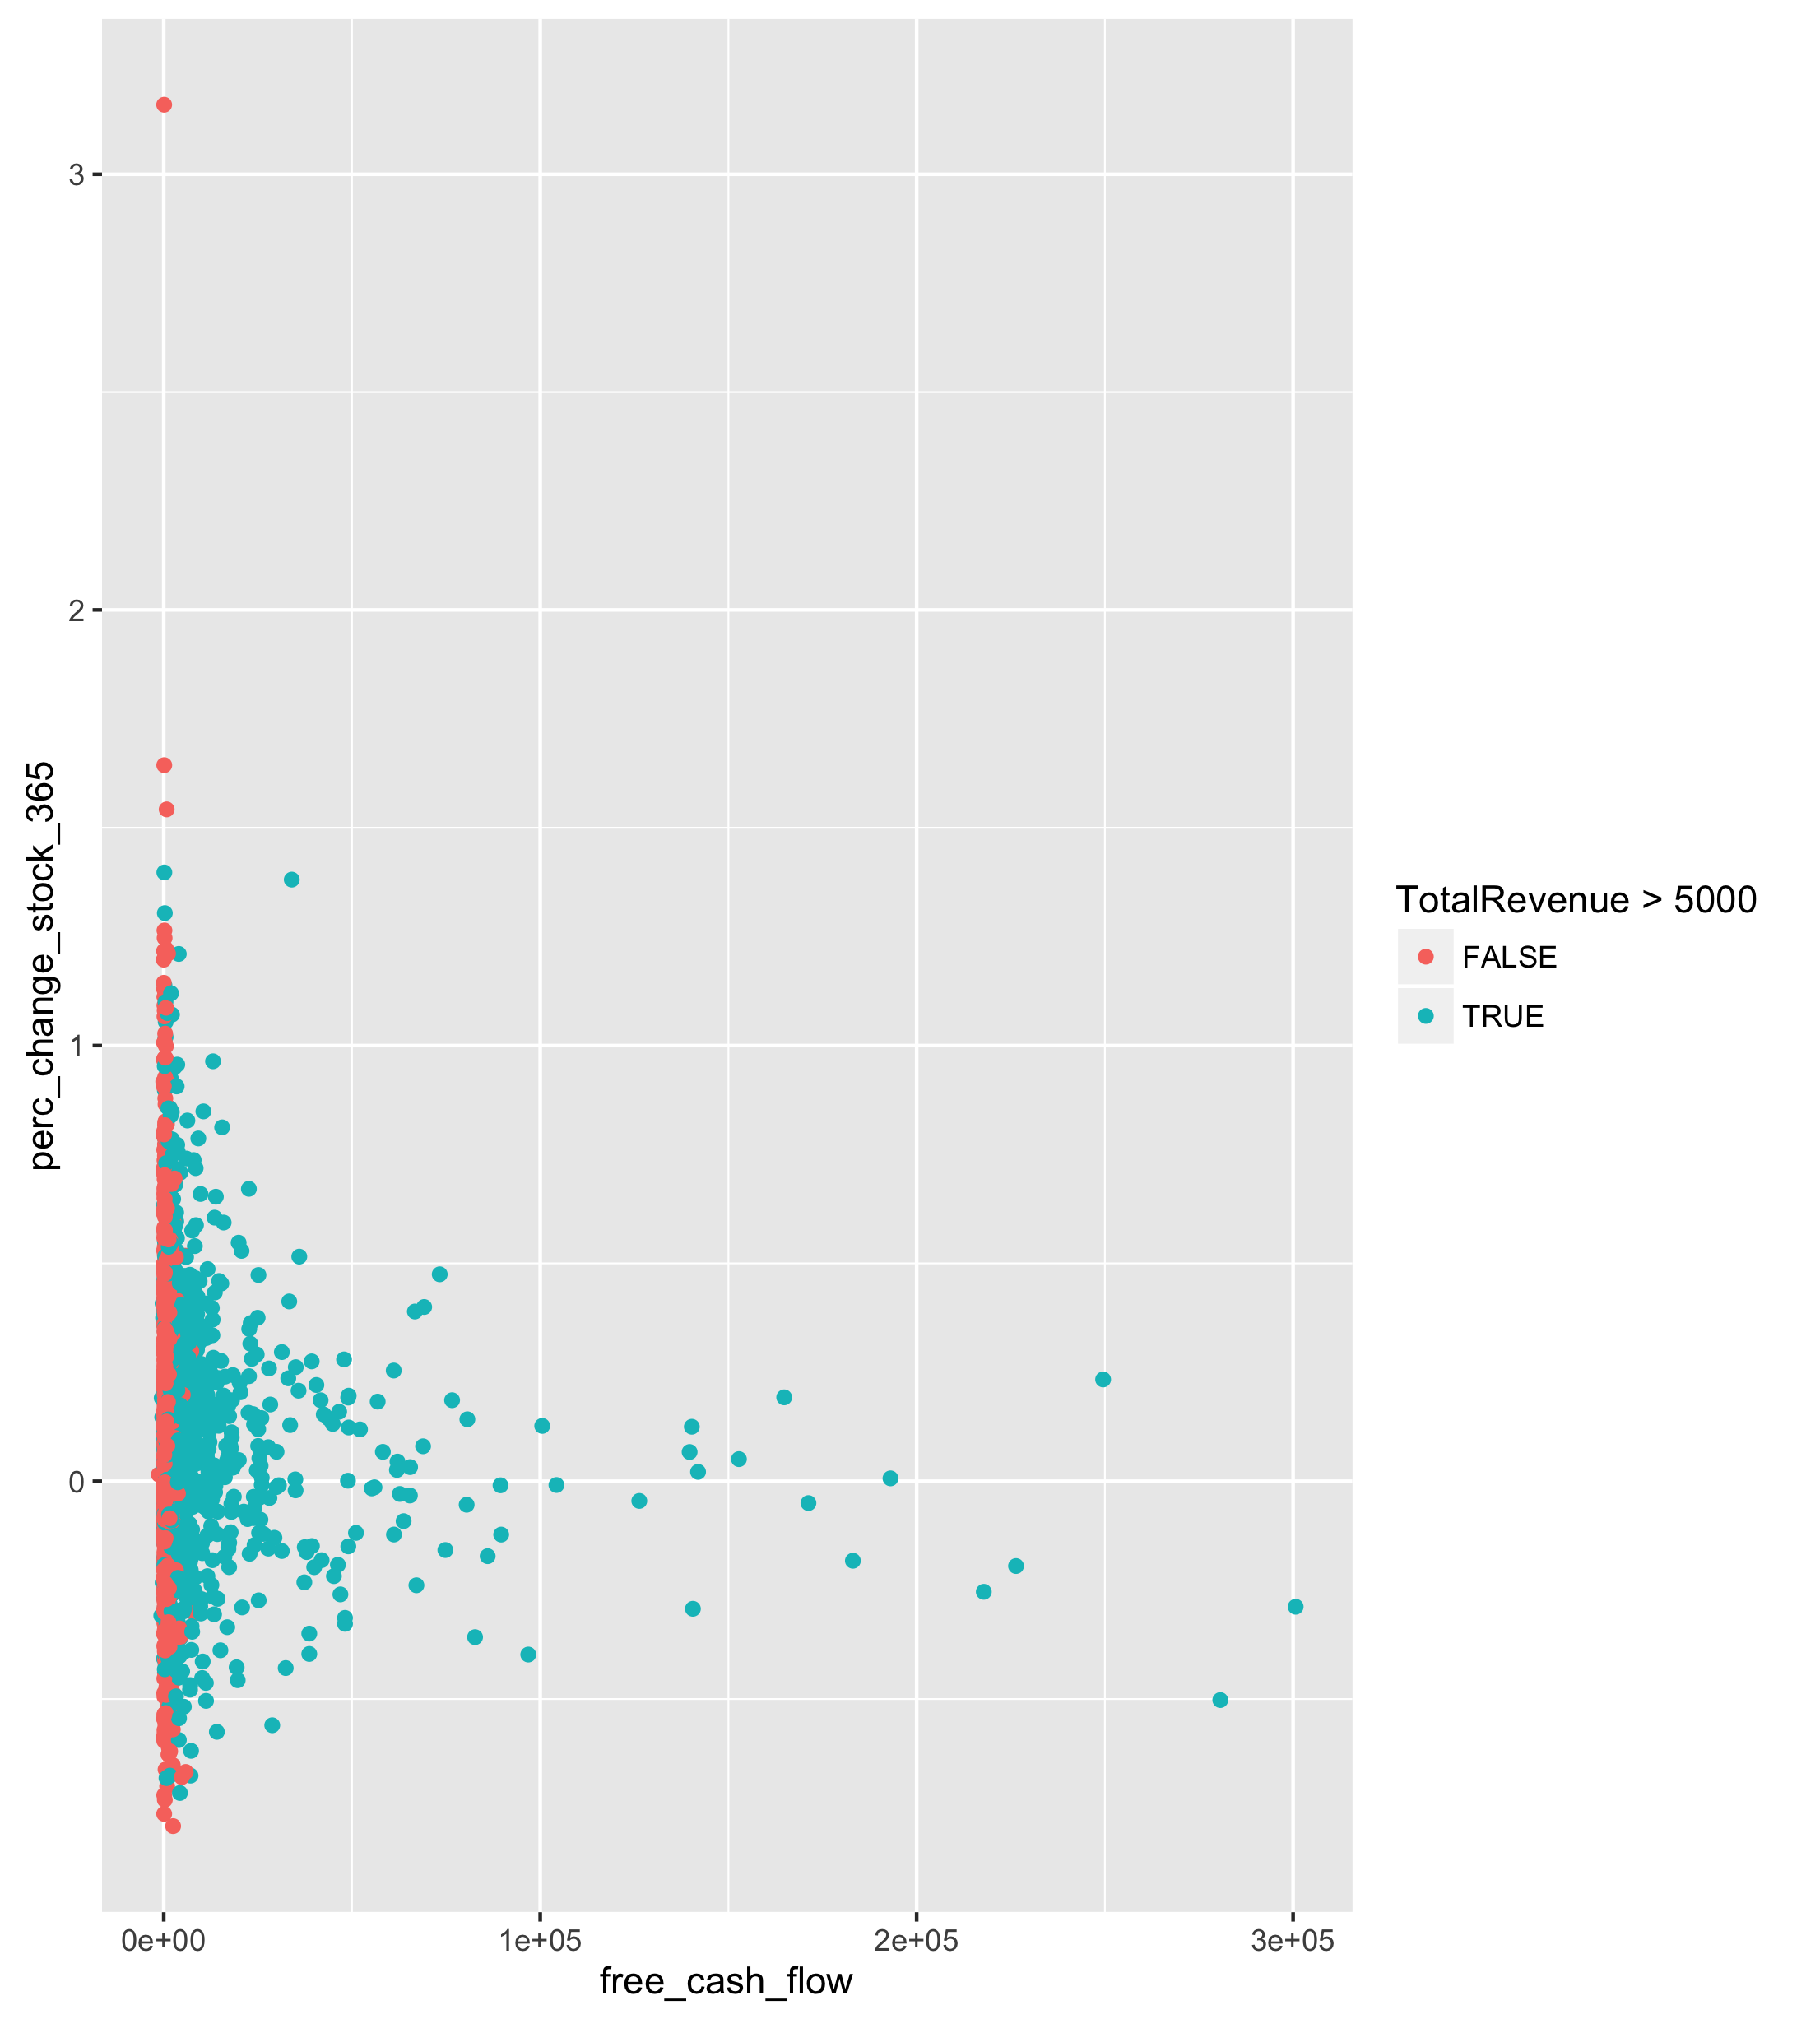 perc_change_stock_365
3
2
1
0
0e+00 1e+05 2e+05 3e+05
free_cash_flow
TotalRevenue > 5000
FALSE
TRUE